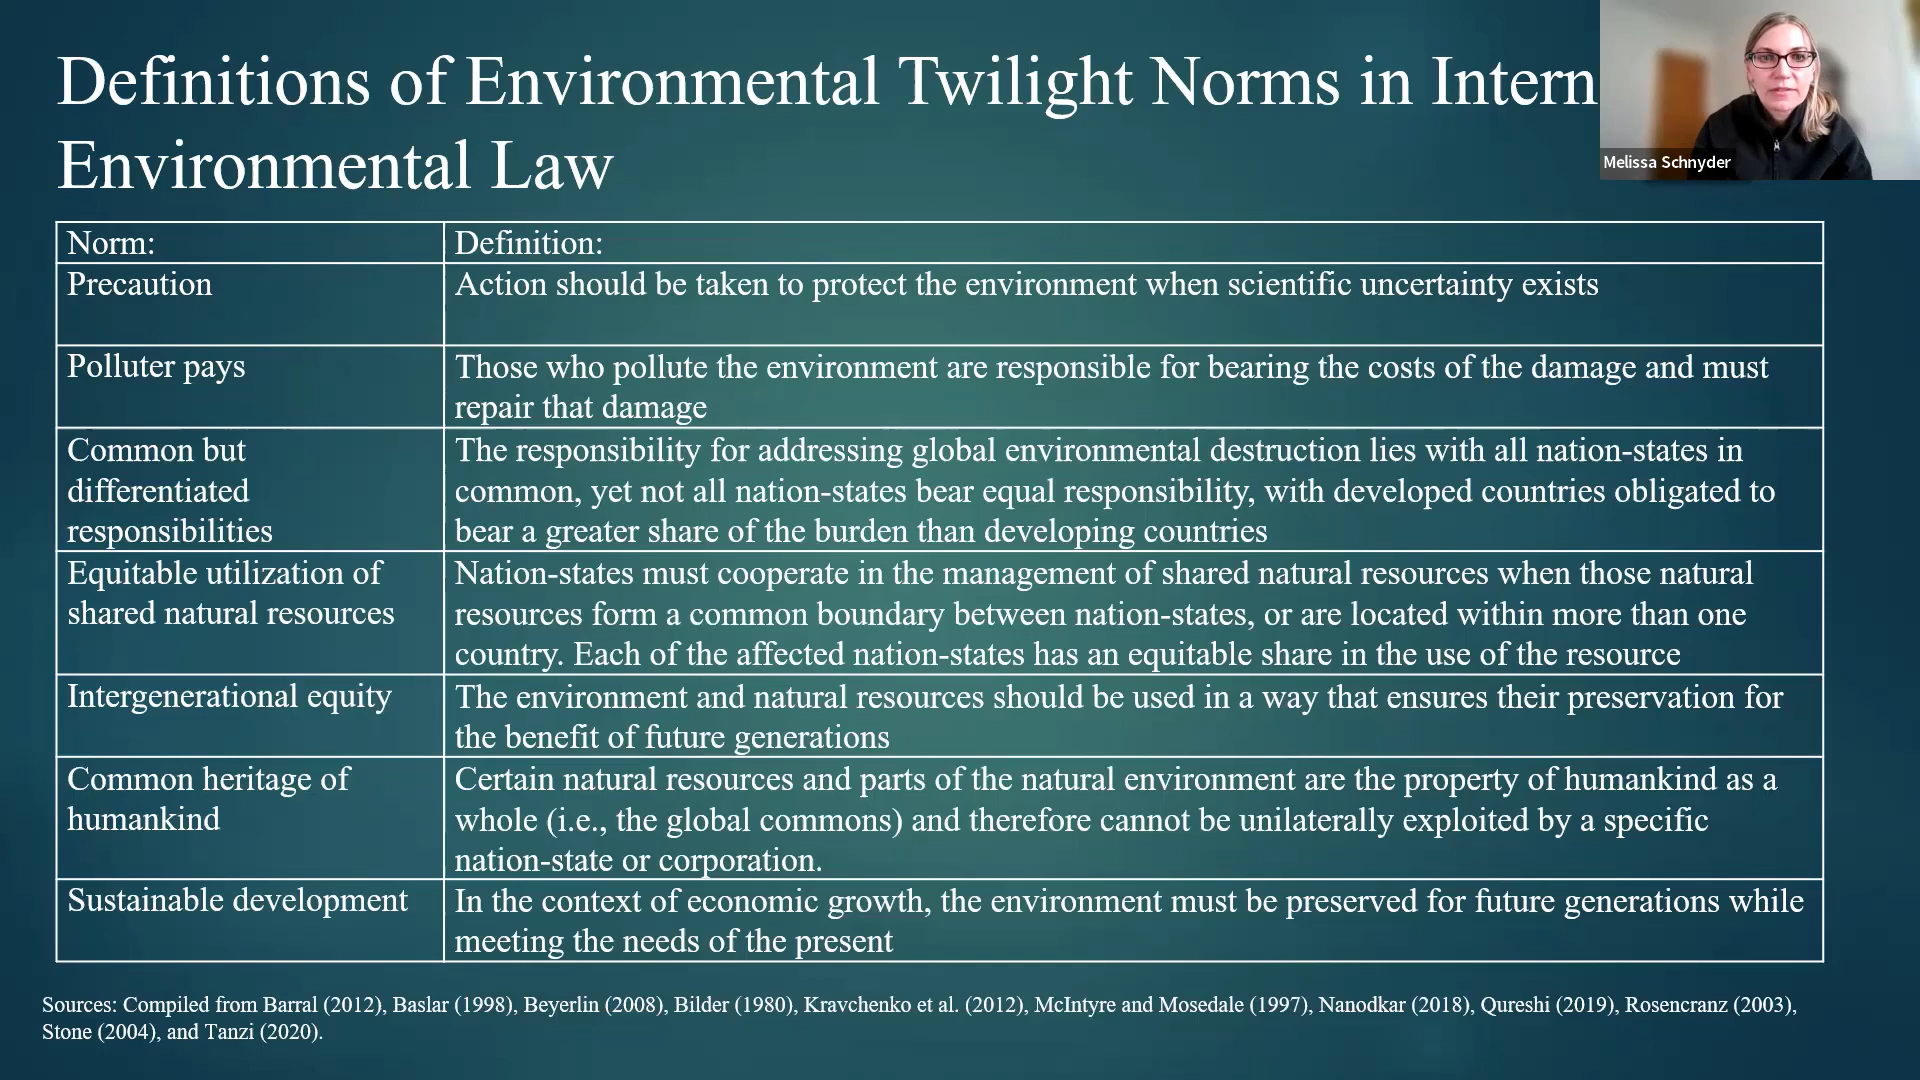 Definitions of Environmental Twilight Norms in Intern
Environmental Law
Melissa Schnyder
Norm:
Definition:
Precaution
Action should be taken to protect the environment when scientific uncertainty exists
Polluter pays
Those who pollute the environment are responsible for bearing the costs of the damage and must
repair that damage
Common but
differentiated
responsibilities
The responsibility for addressing global environmental destruction lies with all nation-states in
common, yet not all nation-states bear equal responsibility, with developed countries obligated to
bear a greater share of the burden than developing countries
Equitable utilization of
shared natural resources
Nation-states must cooperate in the management of shared natural resources when those natural
resources form a common boundary between nation-states, or are located within more than one
country. Each of the affected nation-states has an equitable share in the use of the resource
Intergenerational equity
The environment and natural resources should be used in a way that ensures their preservation for
the benefit of future generations
Common heritage of
humankind
Certain natural resources and parts of the natural environment are the property of humankind as a
whole (i.e., the global commons) and therefore cannot be unilaterally exploited by a specific
nation-state or corporation.
Sustainable development
In the context of economic growth, the environment must be preserved for future generations while
meeting the needs of the present
Sources: Compiled from Barral (2012), Baslar (1998), Beyerlin (2008), Bilder (1980), Kravchenko et al. (2012), McIntyre and Mosedale (1997), Nanodkar (2018), Qureshi (2019), Rosencranz (2003),
Stone (2004), and Tanzi (2020).